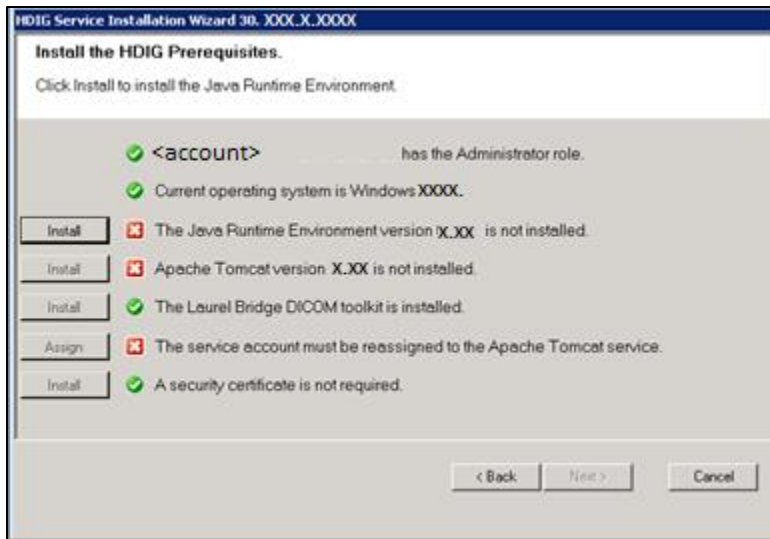 HDIG Service Installation Wizard 30. XXX.X.XXXX
Install the HDIG Prerequisites.
Click Install to install the Java Runtime Environment.
<account> has the Administrator role.
Current operating system is Windows XXXX.
Install The Java Runtime Environment version X.XX is not installed.
Install Apache Tomcat version X.XX is not installed.
Install The Laurel Bridge DICOM toolkit is installed.
Assign The service account must be reassigned to the Apache Tomcat service.
Install A security certificate is not required.
< Back Next > Cancel